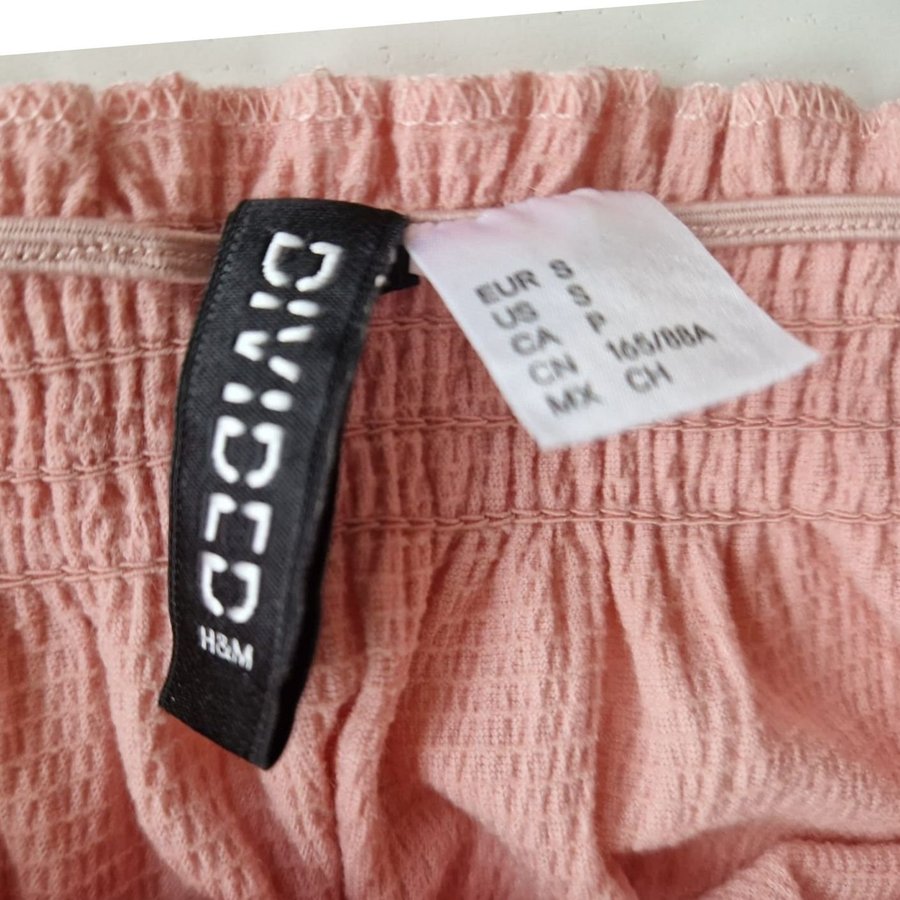 DIVIDED
H&M
EUR S
US S
CA P
CN 165/88A
MX CH